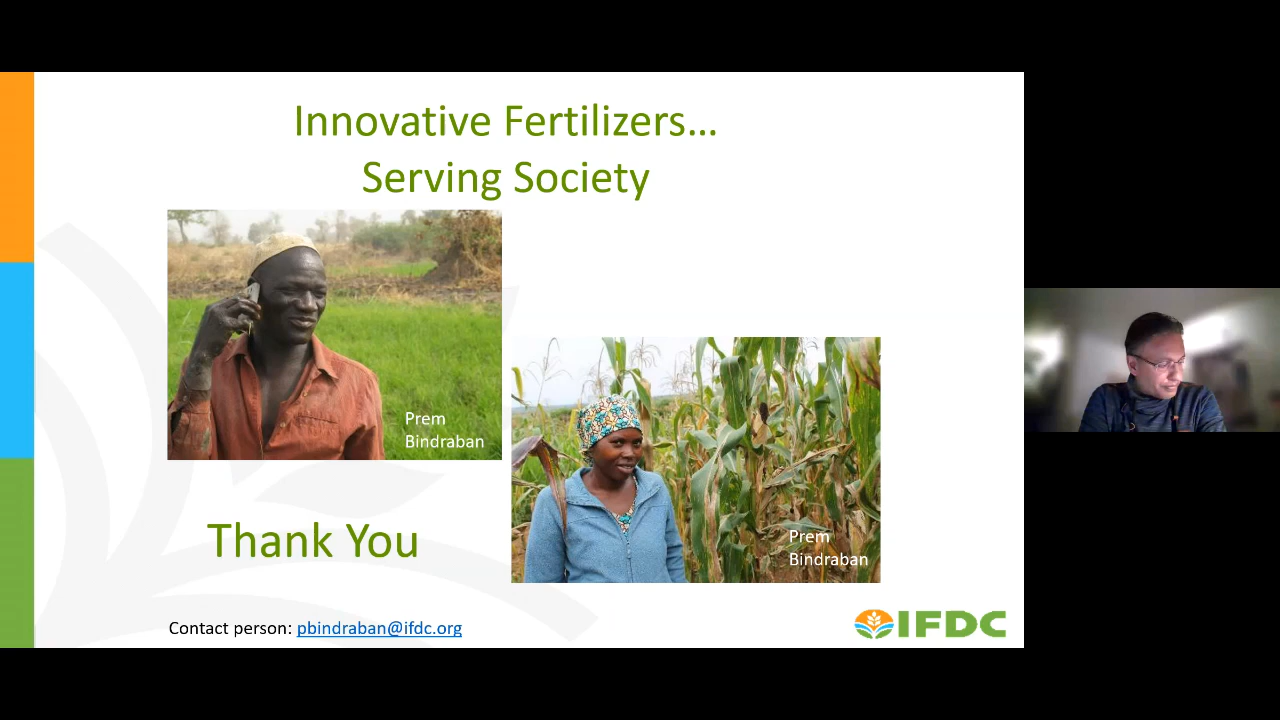 Innovative Fertilizers…
Serving Society
Prem
Bindraban
Prem
Bindraban
Thank You
Contact person: pbindraban@ifdc.org
IFDC